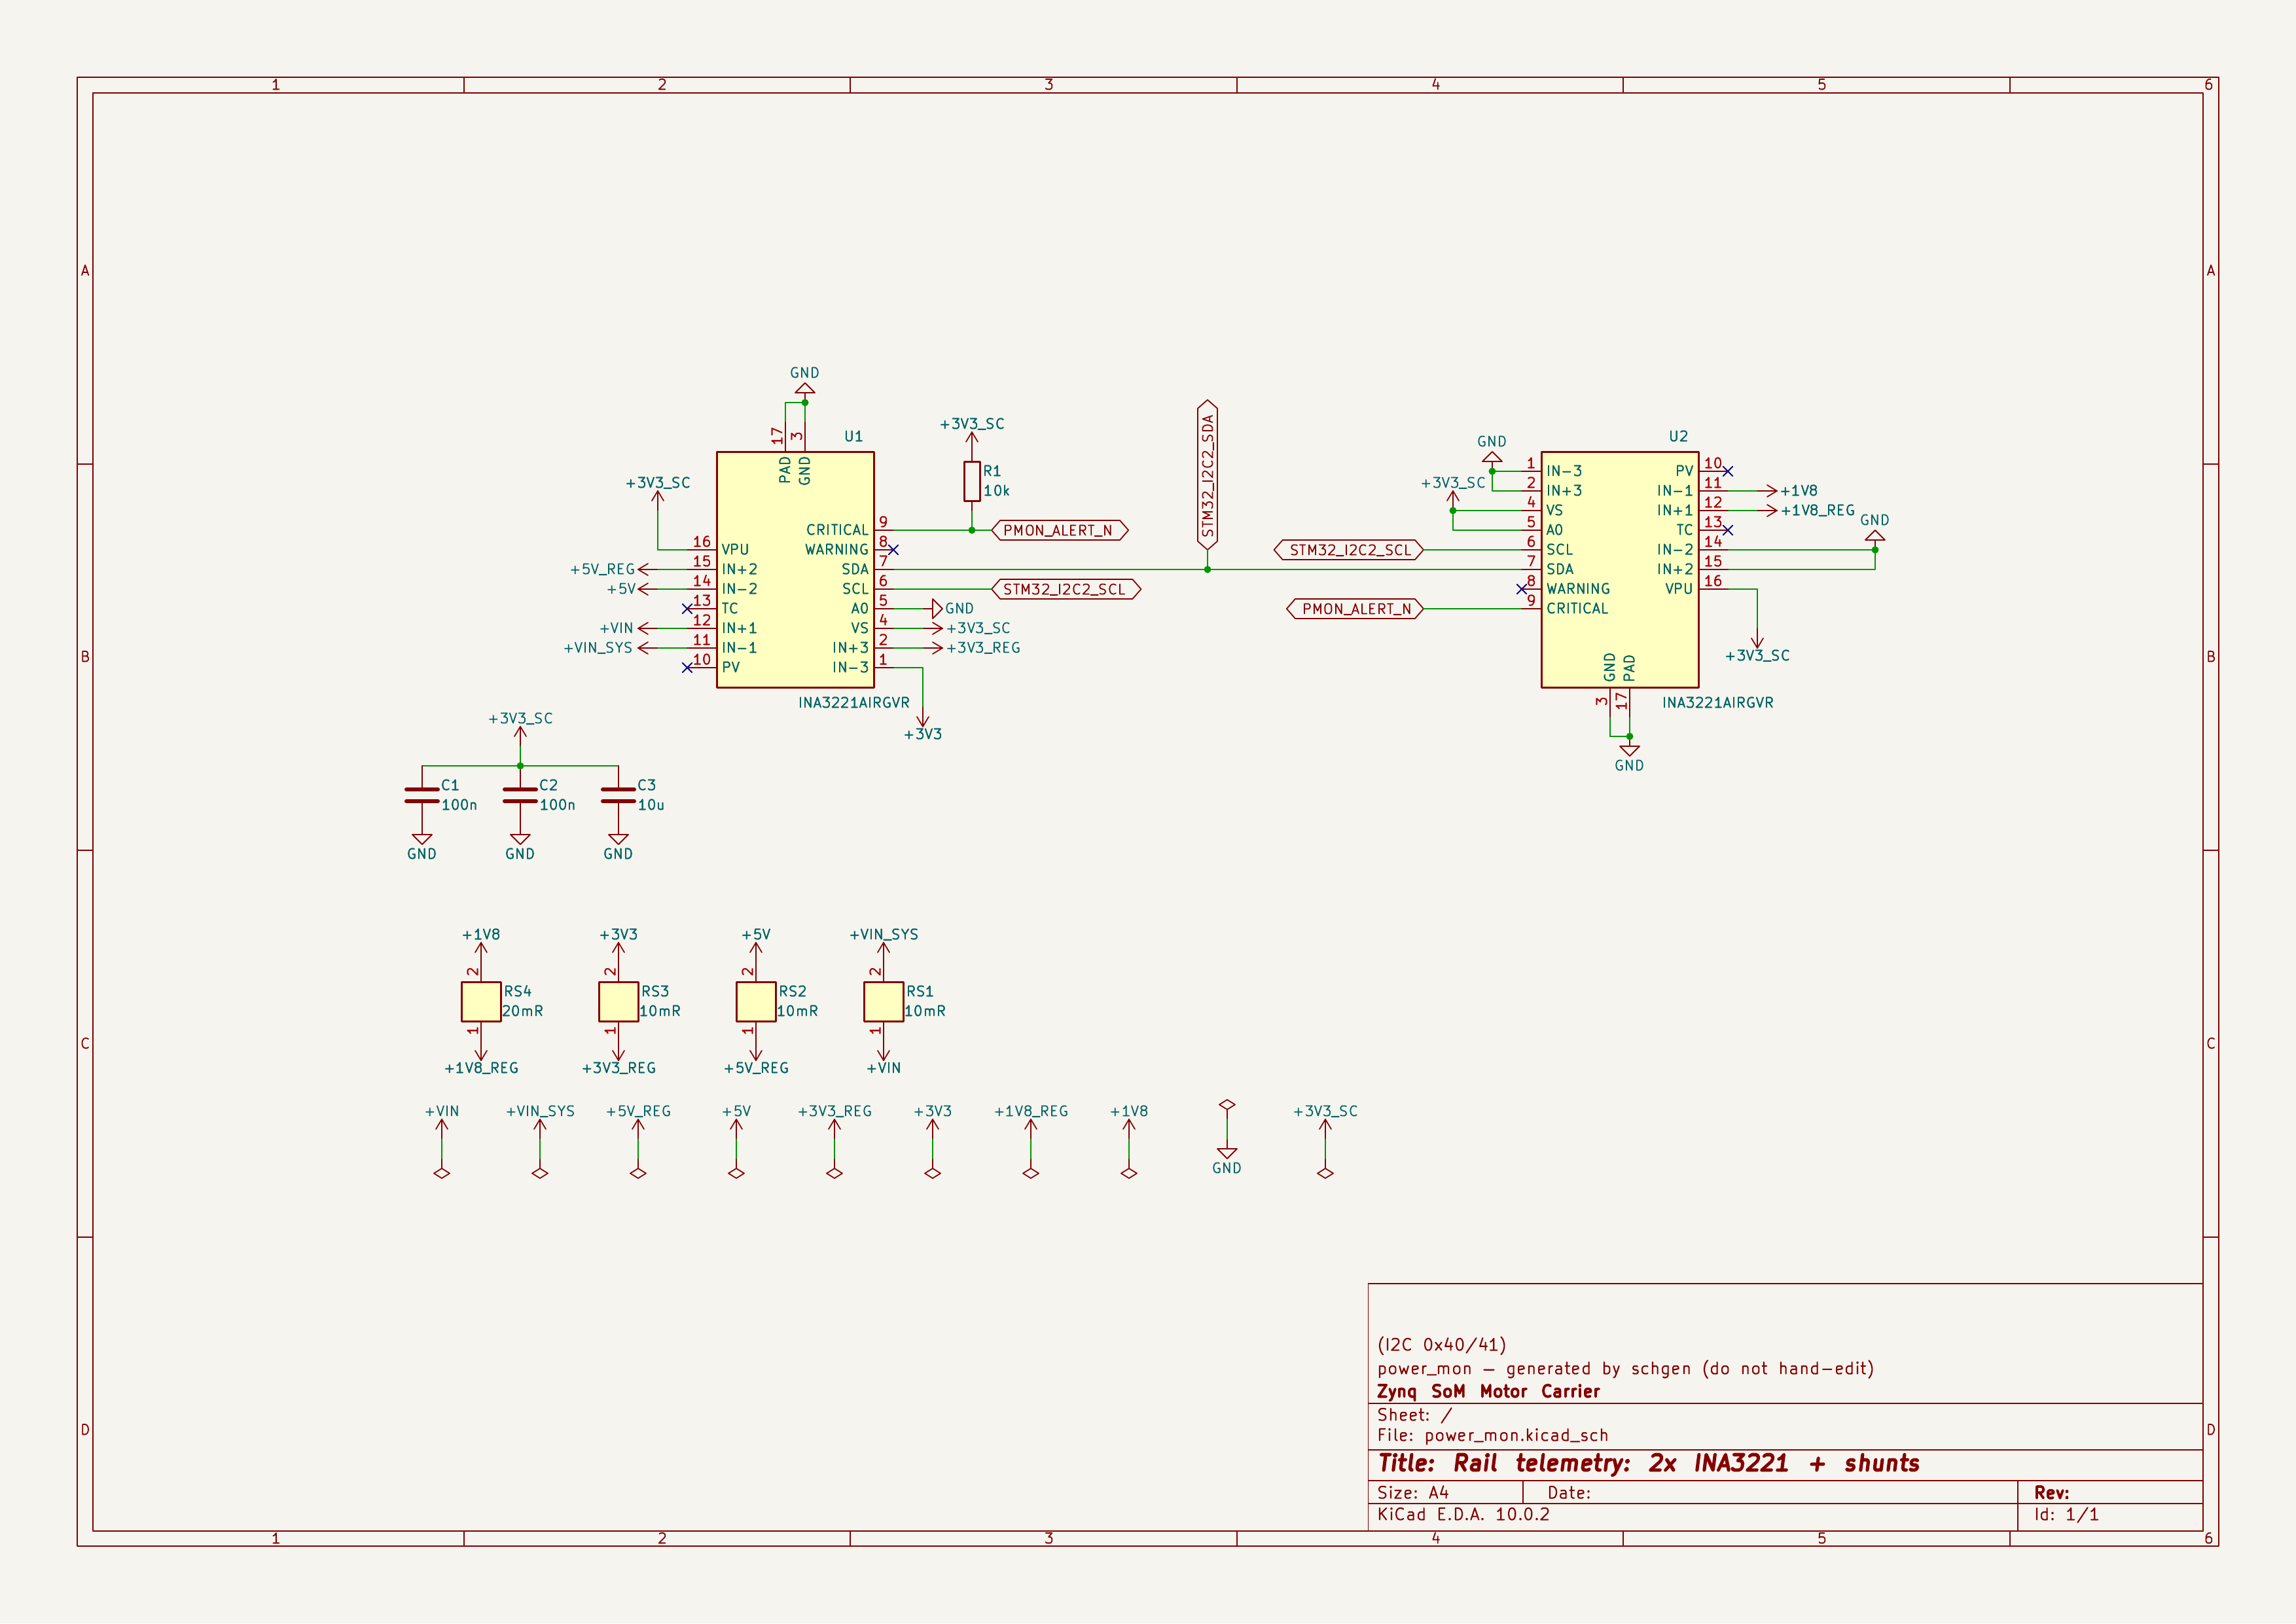 1 2 3 4 5 6
A A
GND
U1
+3V3_SC
17 3
PAD GND
R1
10k
+3V3_SC
CRITICAL 9
PMON_ALERT_N
16 VPU
WARNING 8
+5V_REG 15 IN+2
SDA 7
+5V 14 IN-2
SCL 6
STM32_I2C2_SCL
13 TC
A0 5
GND
+VIN 12 IN+1
VS 4
+3V3_SC
+VIN_SYS 11 IN-1
IN+3 2
+3V3_REG
10 PV
IN-3 1
INA3221AIRGVR
+3V3
STM32_I2C2_SDA
U2
GND
1 IN-3
PV 10
+3V3_SC
2 IN+3
IN-1 11
+1V8
4 VS
IN+1 12
+1V8_REG
5 A0
TC 13
GND
STM32_I2C2_SCL
6 SCL
IN-2 14
7 SDA
IN+2 15
8 WARNING
VPU 16
PMON_ALERT_N
9 CRITICAL
+3V3_SC
GND PAD
3 17
INA3221AIRGVR
GND
B B
+3V3_SC
C1
100n
C2
100n
C3
10u
GND GND GND
+1V8 +3V3 +5V +VIN_SYS
2 2 2 2
RS4 RS3 RS2 RS1
20mR 10mR 10mR 10mR
1 1 1 1
C C
+1V8_REG +3V3_REG +5V_REG +VIN
+VIN +VIN_SYS +5V_REG +5V +3V3_REG +3V3 +1V8_REG +1V8 +3V3_SC
GND
D D
(I2C 0x40/41)
power_mon — generated by schgen (do not hand-edit)
Zynq SoM Motor Carrier
Sheet: /
File: power_mon.kicad_sch
Title: Rail telemetry: 2x INA3221 + shunts
Size: A4 Date: Rev:
KiCad E.D.A. 10.0.2 Id: 1/1
1 2 3 4 5 6